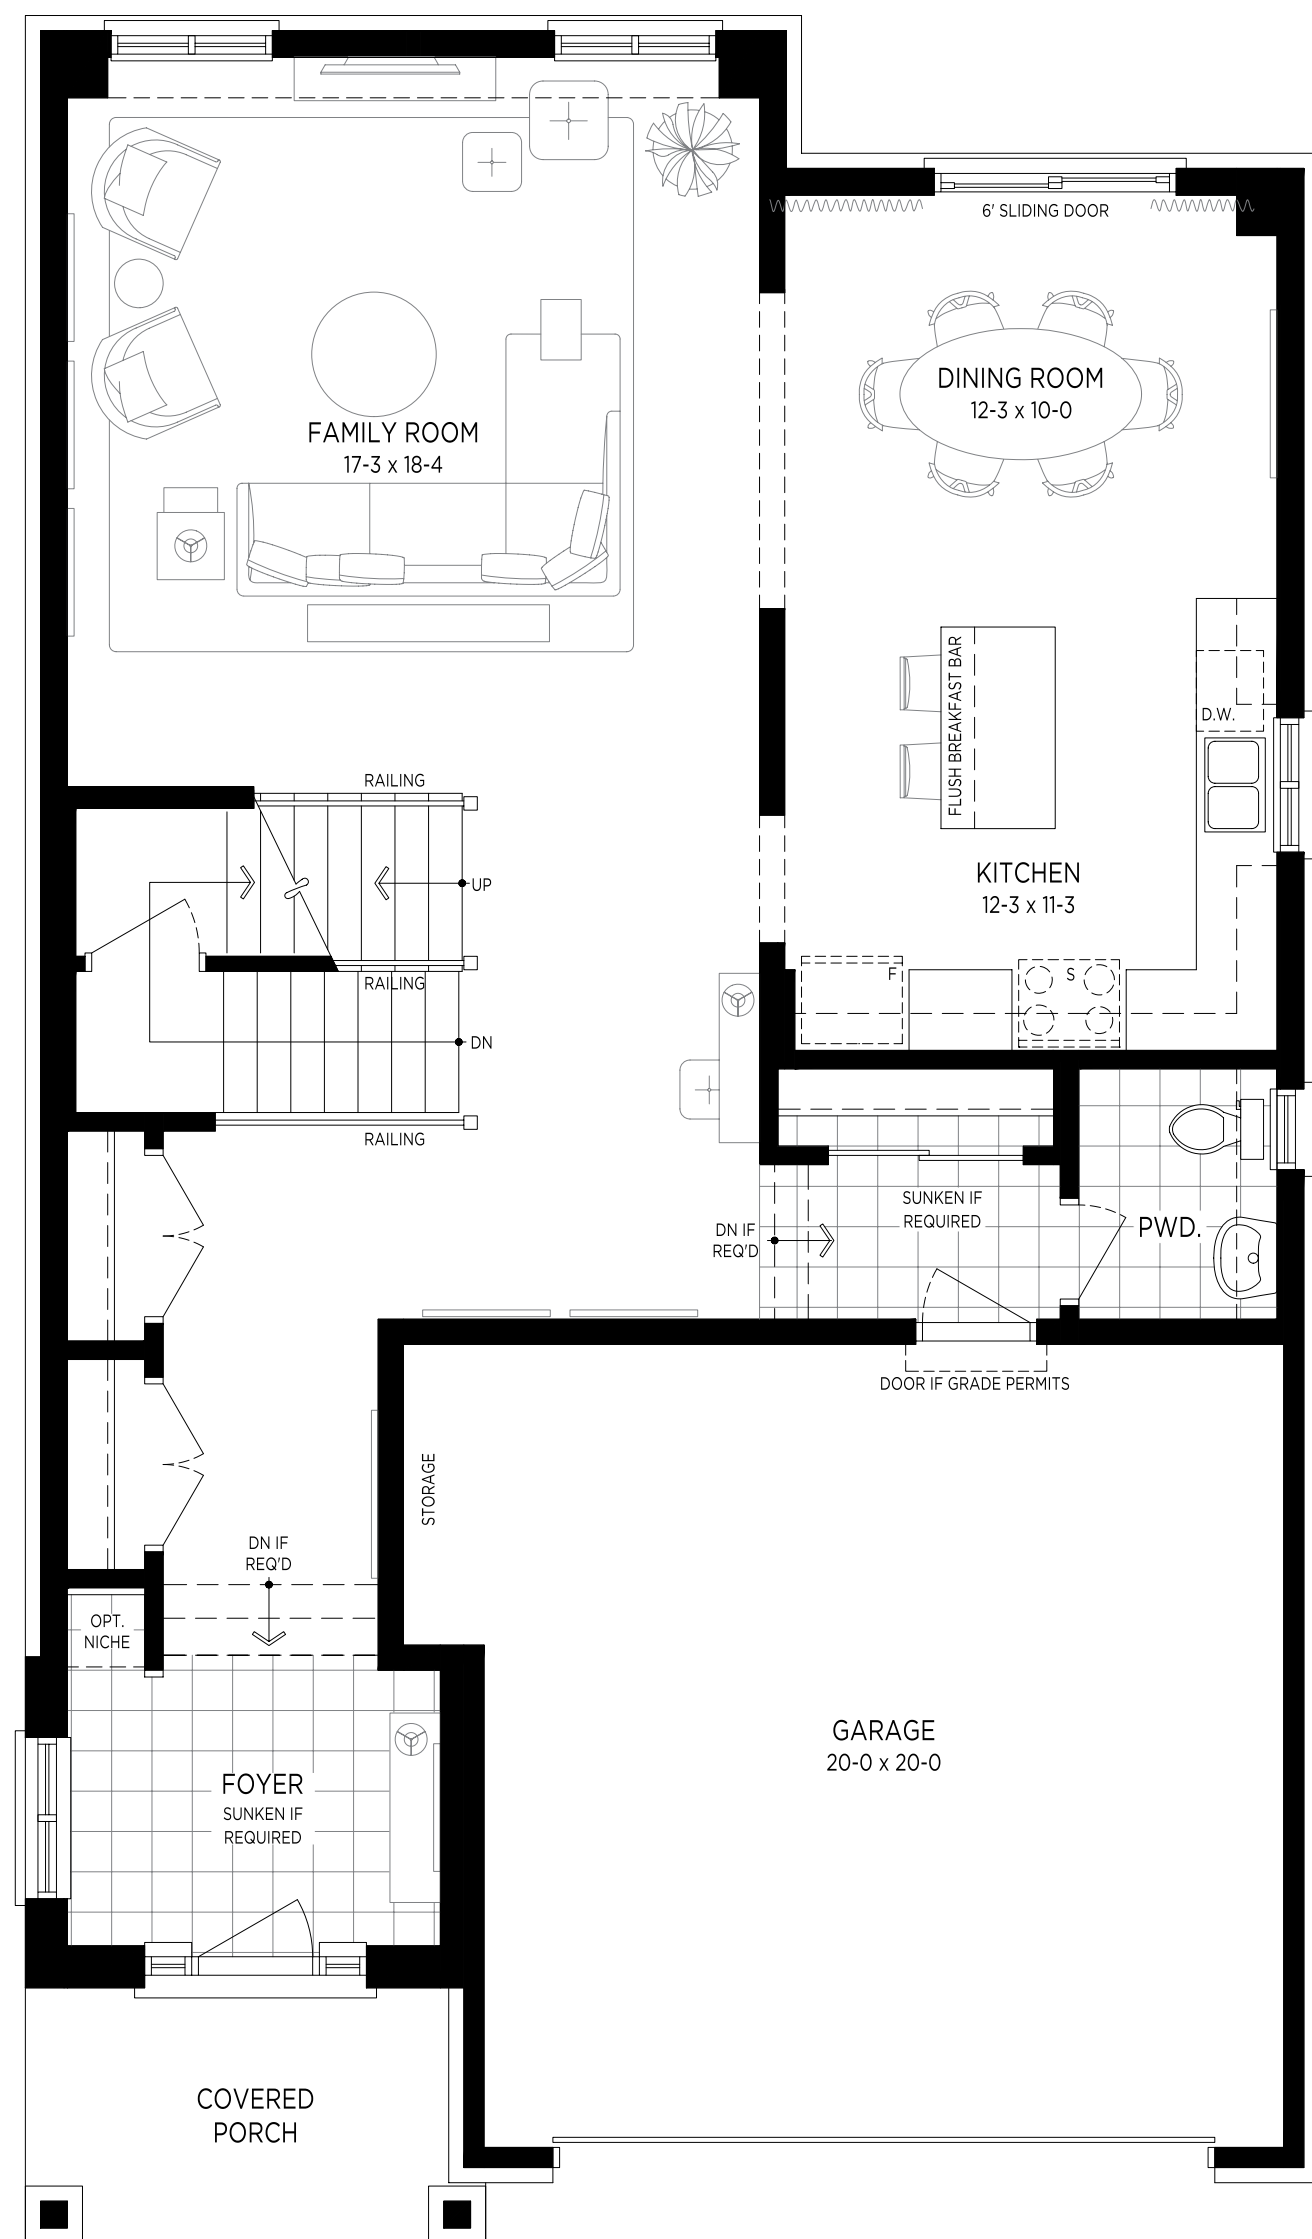 6' SLIDING DOOR
DINING ROOM
12-3 x 10-0
FAMILY ROOM
17-3 x 18-4
FLUSH BREAKFAST BAR
D.W.
RAILING
KITCHEN
12-3 x 11-3
UP
F
S
RAILING
DN
RAILING
SUNKEN IF
REQUIRED
PWD.
DN IF
REQ'D
DOOR IF GRADE PERMITS
STORAGE
DN IF
REQ'D
OPT.
NICHE
GARAGE
20-0 x 20-0
FOYER
SUNKEN IF
REQUIRED
COVERED
PORCH